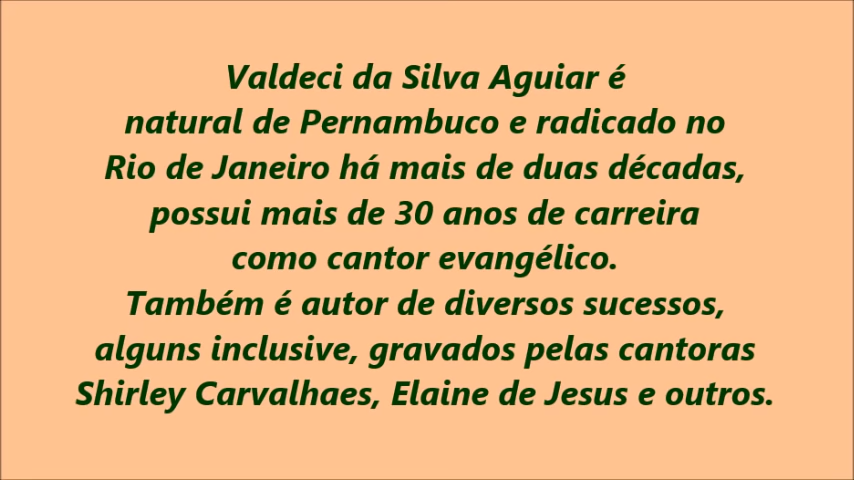 Valdeci da Silva Aguiar é
natural de Pernambuco e radicado no
Rio de Janeiro há mais de duas décadas,
possui mais de 30 anos de carreira
como cantor evangélico.
Também é autor de diversos sucessos,
alguns inclusive, gravados pelas cantoras
Shirley Carvalhaes, Elaine de Jesus e outros.